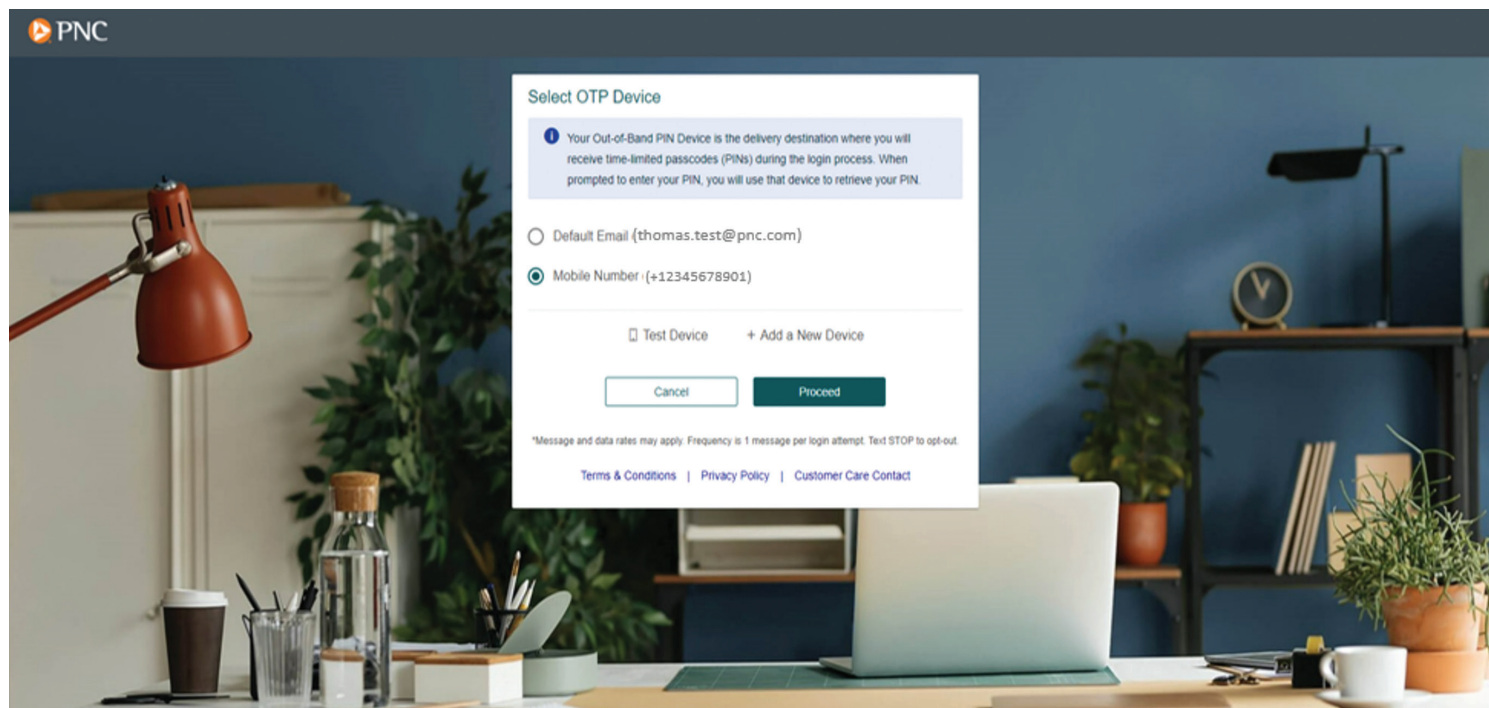 PNC
Select OTP Device
Your Out-of-Band PIN Device is the delivery destination where you will
receive time-limited passcodes (PINs) during the login process. When
prompted to enter your PIN, you will use that device to retrieve your PIN.
Default Email (thomas.test@pnc.com)
Mobile Number (+12345678901)
Test Device + Add a New Device
Cancel Proceed
*Message and data rates may apply. Frequency is 1 message per login attempt. Text STOP to opt-out.
Terms & Conditions | Privacy Policy | Customer Care Contact